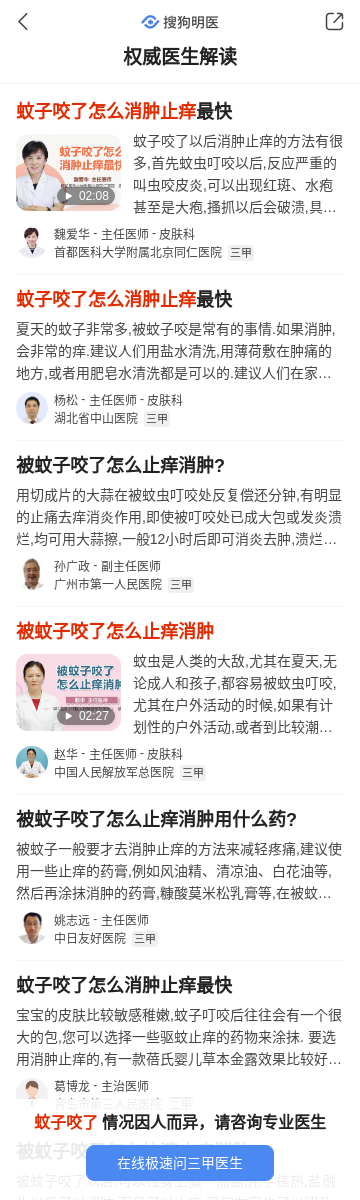 搜狗明医
权威医生解读
蚊子咬了怎么消肿止痒最快
蚊子咬了以后消肿止痒的方法有很
多,首先蚊虫叮咬以后,反应严重的
叫虫咬皮炎,可以出现红斑、水疱
甚至是大疱,搔抓以后会破溃,具…
蚊子咬了怎么
消肿止痒最快
魏爱华 主任医师
02:08
魏爱华 - 主任医师 - 皮肤科
首都医科大学附属北京同仁医院 三甲
蚊子咬了怎么消肿止痒最快
夏天的蚊子非常多,被蚊子咬是常有的事情.如果消肿,
会非常的痒.建议人们用盐水清洗,用薄荷敷在肿痛的
地方,或者用肥皂水清洗都是可以的.建议人们在家…
杨松 - 主任医师 - 皮肤科
湖北省中山医院 三甲
被蚊子咬了怎么止痒消肿?
用切成片的大蒜在被蚊虫叮咬处反复偿还分钟,有明显
的止痛去痒消炎作用,即使被叮咬处已成大包或发炎溃
烂,均可用大蒜擦,一般12小时后即可消炎去肿,溃烂…
孙广政 - 副主任医师
广州市第一人民医院 三甲
被蚊子咬了怎么止痒消肿
蚊虫是人类的大敌,尤其在夏天,无
论成人和孩子,都容易被蚊虫叮咬,
尤其在户外活动的时候,如果有计
划性的户外活动,或者到比较潮…
被蚊子咬了
怎么止痒消肿
02:27
赵华 - 主任医师 - 皮肤科
中国人民解放军总医院 三甲
被蚊子咬了怎么止痒消肿用什么药?
被蚊子一般要才去消肿止痒的方法来减轻疼痛,建议使
用一些止痒的药膏,例如风油精、清凉油、白花油等,
然后再涂抹消肿的药膏,糠酸莫米松乳膏等,在被蚊…
姚志远 - 主任医师
中日友好医院 三甲
蚊子咬了怎么消肿止痒最快
宝宝的皮肤比较敏感稚嫩,蚊子叮咬后往往会有一个很
大的包,您可以选择一些驱蚊止痒的药物来涂抹. 要选
用消肿止痒的,有一款蓓氏婴儿草本金露效果比较好…
葛博龙 - 主治医师
蚊子咬了 情况因人而异，请咨询专业医生
在线极速问三甲医生